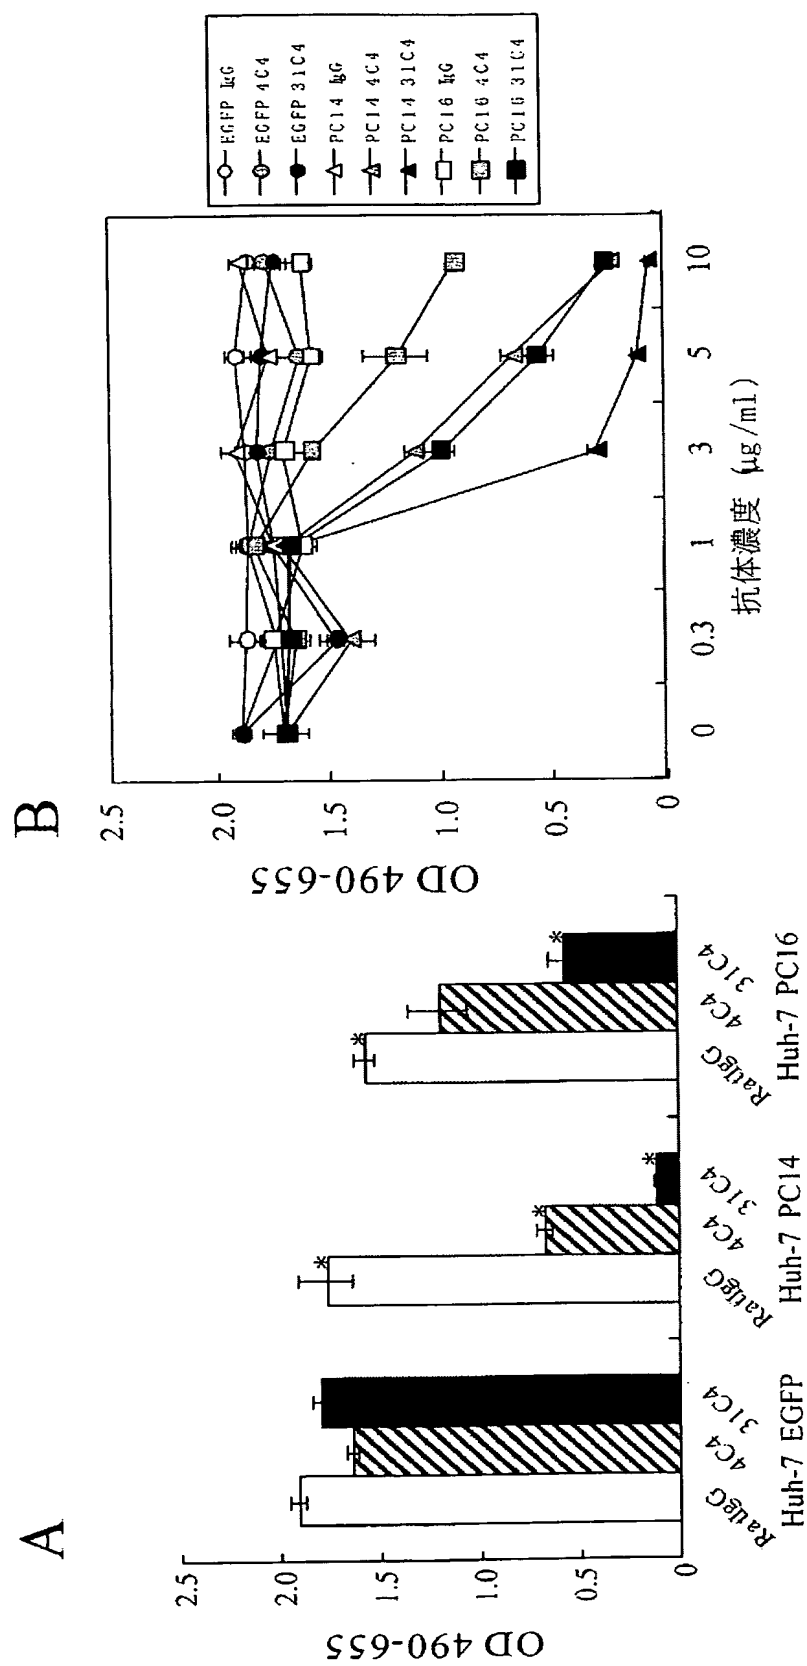 A
OD 490-655
2.5
2.0
1.5
1.0
0.5
0
RatIgG
4C4
31C4
RatIgG
4C4
31C4
RatIgG
4C4
31C4
Huh-7 EGFP
Huh-7 PC14
Huh-7 PC16
*
*
*
*
*
B
OD 490-655
2.5
2.0
1.5
1.0
0.5
0
0
0.3
1
3
5
10
抗体濃度 (μg/ml)
EGFP IgG
EGFP 4C4
EGFP 31C4
PC14 IgG
PC14 4C4
PC14 31C4
PC16 IgG
PC16 4C4
PC16 31C4